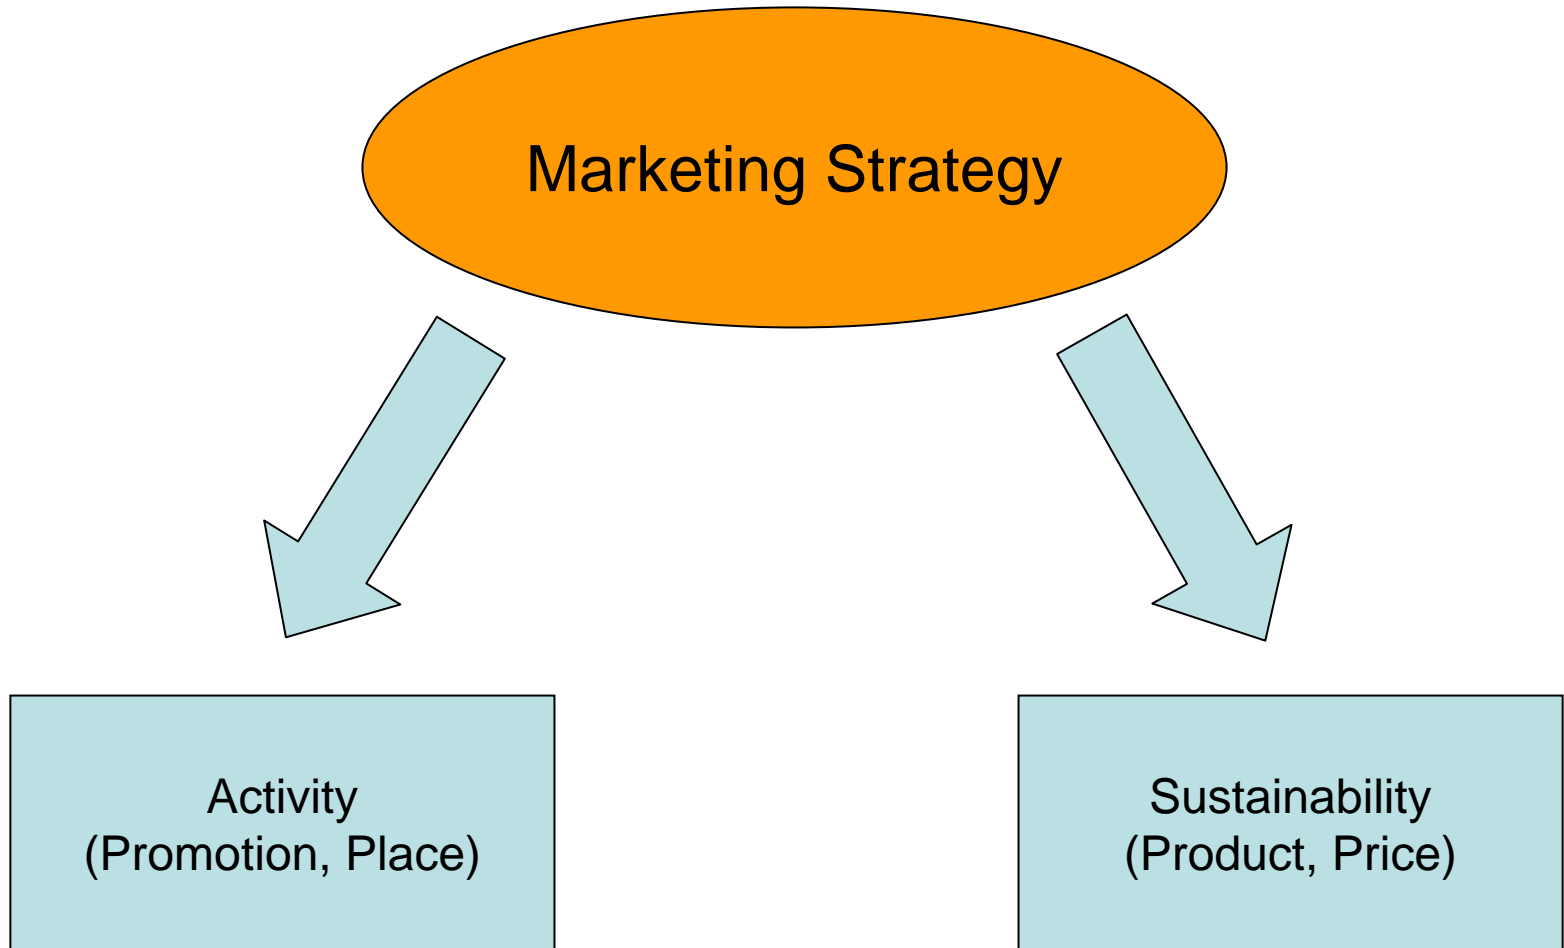 Marketing Strategy
Activity
(Promotion, Place)
Sustainability
(Product, Price)